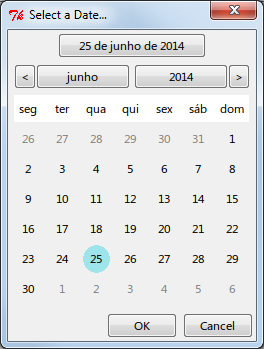 Select a Date...
25 de junho de 2014
< junho 2014 >
seg ter qua qui sex sáb dom
26 27 28 29 30 31 1
2 3 4 5 6 7 8
9 10 11 12 13 14 15
16 17 18 19 20 21 22
23 24 25 26 27 28 29
30 1 2 3 4 5 6
OK Cancel